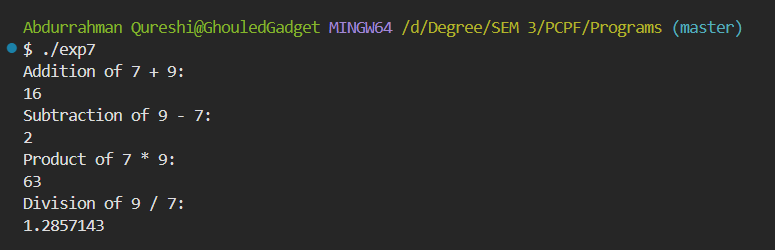 Abdurrahman Qureshi@GhouledGadget MINGW64 /d/Degree/SEM 3/PCPF/Programs (master)
$ ./exp7
Addition of 7 + 9:
16
Subtraction of 9 - 7:
2
Product of 7 * 9:
63
Division of 9 / 7:
1.2857143